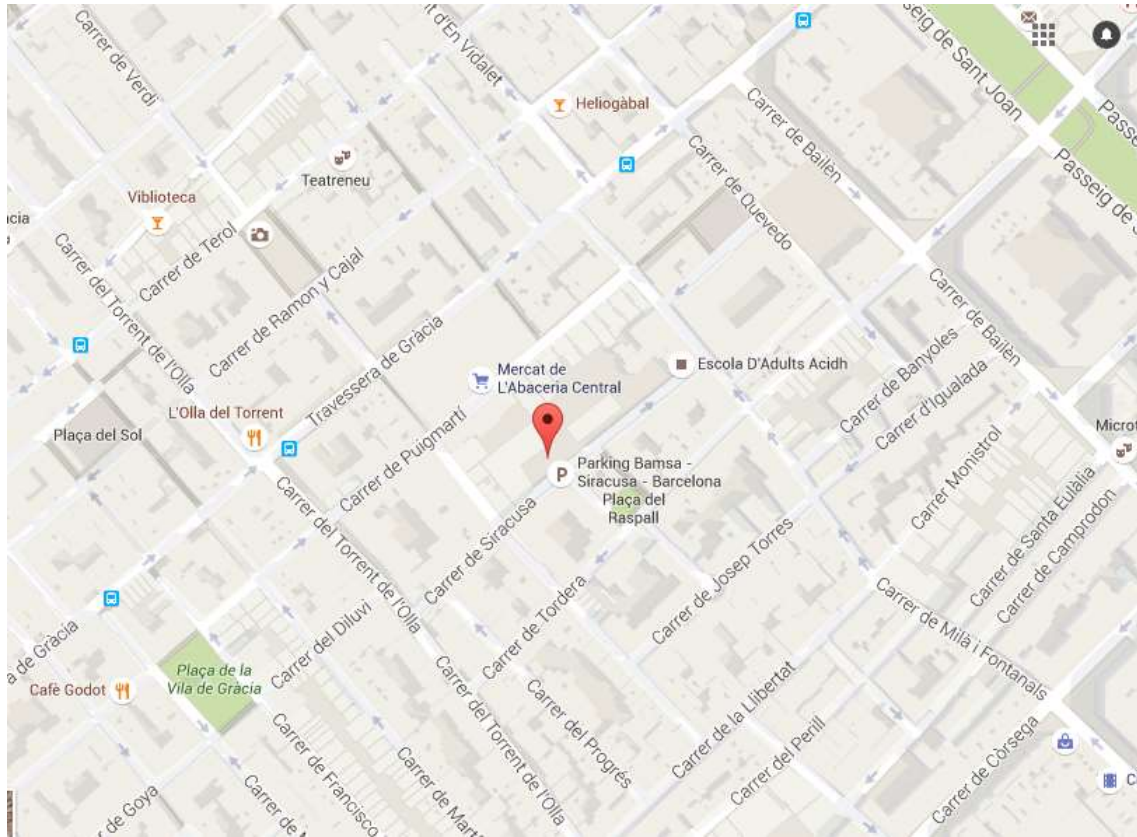 Carrer de Verdi
t d'En Vidalet
Passeig de Sant Joan
Passeig de S
Passe
Heliogàbal
Carrer de Bailèn
Teatreneu
Carrer de Quevedo
Viblioteca
Carrer de Terol
Carrer del Torrent de l'Olla
Carrer de Ramon y Cajal
Travessera de Gràcia
Carrer de Bailèn
Carrer de Banyoles
Carrer d'Igualada
Escola D'Adults Acidh
Mercat de
L'Abaceria Central
L'Olla del Torrent
Plaça del Sol
Carrer de Puigmartí
P
Parking Bamsa -
Siracusa - Barcelona
Plaça del
Raspall
Carrer Monistrol
Microt
Carrer de Santa Eulàlia
Carrer de Camprodon
Carrer de Siracusa
Carrer del Torrent de l'Olla
Carrer de Josep Torres
Carrer de Tordera
Carrer de Milà i Fontanals
Carrer del Diluvi
a de Gràcia
Plaça de la
Vila de Gràcia
Cafè Godot
Carrer del Torrent de l'Olla
Carrer del Progrés
Carrer de la Llibertat
Carrer del Perill
Carrer de Còrsega
Carrer de Francisco
Carrer de Mart
Carrer de
de Goya
C